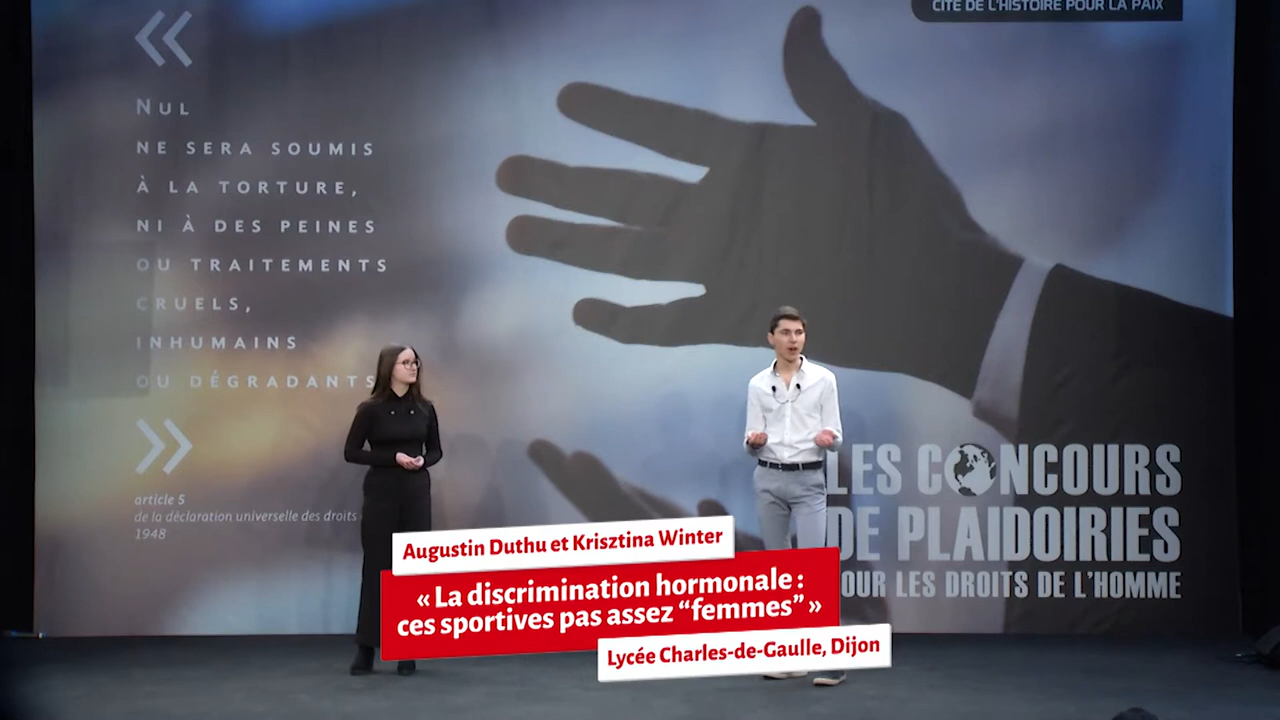 CITÉ DE L'HISTOIRE POUR LA PAIX
«
NUL
NE SERA SOUMIS
À LA TORTURE,
NI À DES PEINES
OU TRAITEMENTS
CRUELS,
INHUMAINS
OU DÉGRADANTS
»
article 5
de la déclaration universelle des droits
1948
LES CONCOURS
DE PLAIDOIRIES
POUR LES DROITS DE L'HOMME
Augustin Duthu et Krisztina Winter
« La discrimination hormonale :
ces sportives pas assez “femmes” »
Lycée Charles-de-Gaulle, Dijon